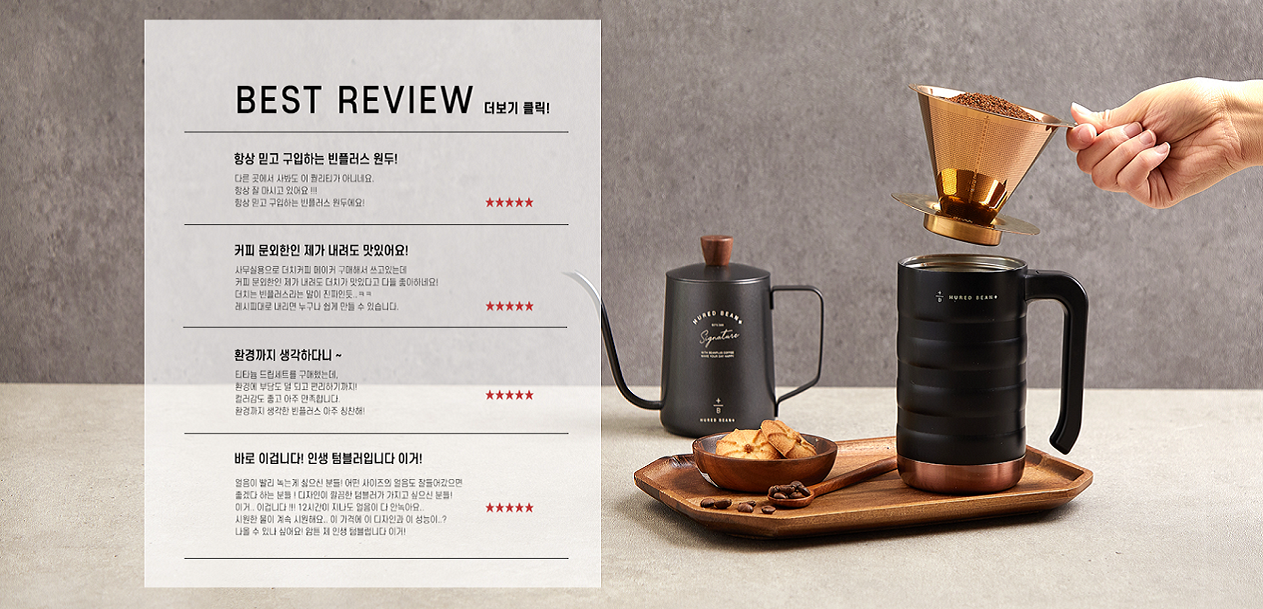 BEST REVIEW 더보기 클릭!
항상 믿고 구입하는 빈플러스 원두!
다른 곳에서 사봐도 이 퀄리티가 아니네요.
항상 잘 마시고 있어요 !!!
항상 믿고 구입하는 빈플러스 원두에요!
★★★★★
커피 문외한인 제가 내려도 맛있어요!
사무실용으로 더치커피 메이커 구매해서 쓰고있는데
커피 문외한인 제가 내려도 더치가 맛있다고 다들 좋아하네요!
더치는 빈플러스라는 말이 진짜인듯..ㅋㅋ
레시피대로 내리면 누구나 쉽게 만들 수 있습니다.
★★★★★
환경까지 생각하다니 ~
티타늄 드립세트를 구매했는데,
환경에 부담도 덜 되고 편리하기까지!
컬러감도 좋고 아주 만족합니다.
환경까지 생각한 빈플러스 아주 칭찬해!
★★★★★
바로 이겁니다! 인생 텀블러입니다 이거!
얼음이 빨리 녹는게 싫으신 분들! 어떤 사이즈의 얼음도 잘들어갔으면
좋겠다 하는 분들 ! 디자인이 깔끔한 텀블러가 가지고 싶으신 분들!
이거.. 이겁니다 !!! 12시간이 지나도 얼음이 다 안녹아요..
시원한 물이 계속 시원해요.. 이 가격에 이 디자인과 이 성능이..?
나올 수 있나 싶어요! 암튼 제 인생 텀블럽니다 이거!
★★★★★
HURED BEAN+
Signature
+
B
HURED BEAN+
+
B
HURED BEAN+